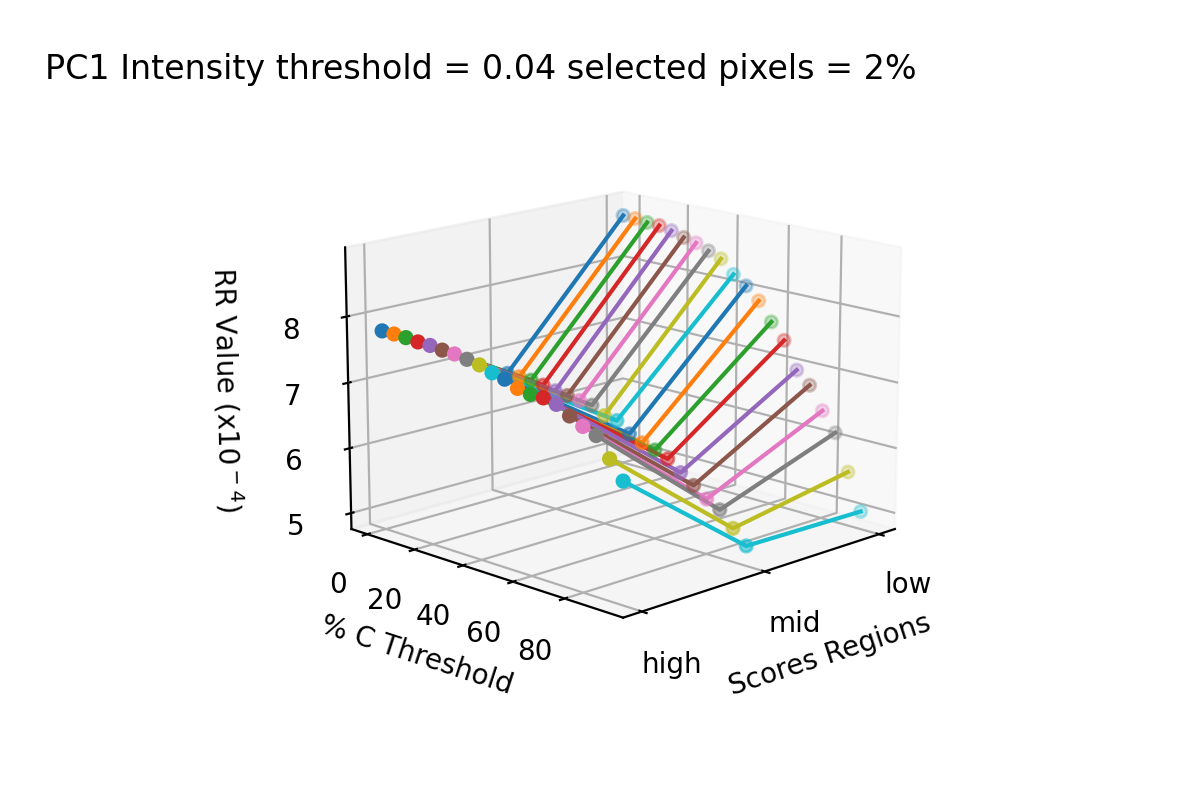 PC1 Intensity threshold = 0.04 selected pixels = 2%
RR Value (x10⁻⁴)
8
7
6
5
0
20
40
60
80
% C Threshold
high
mid
low
Scores Regions